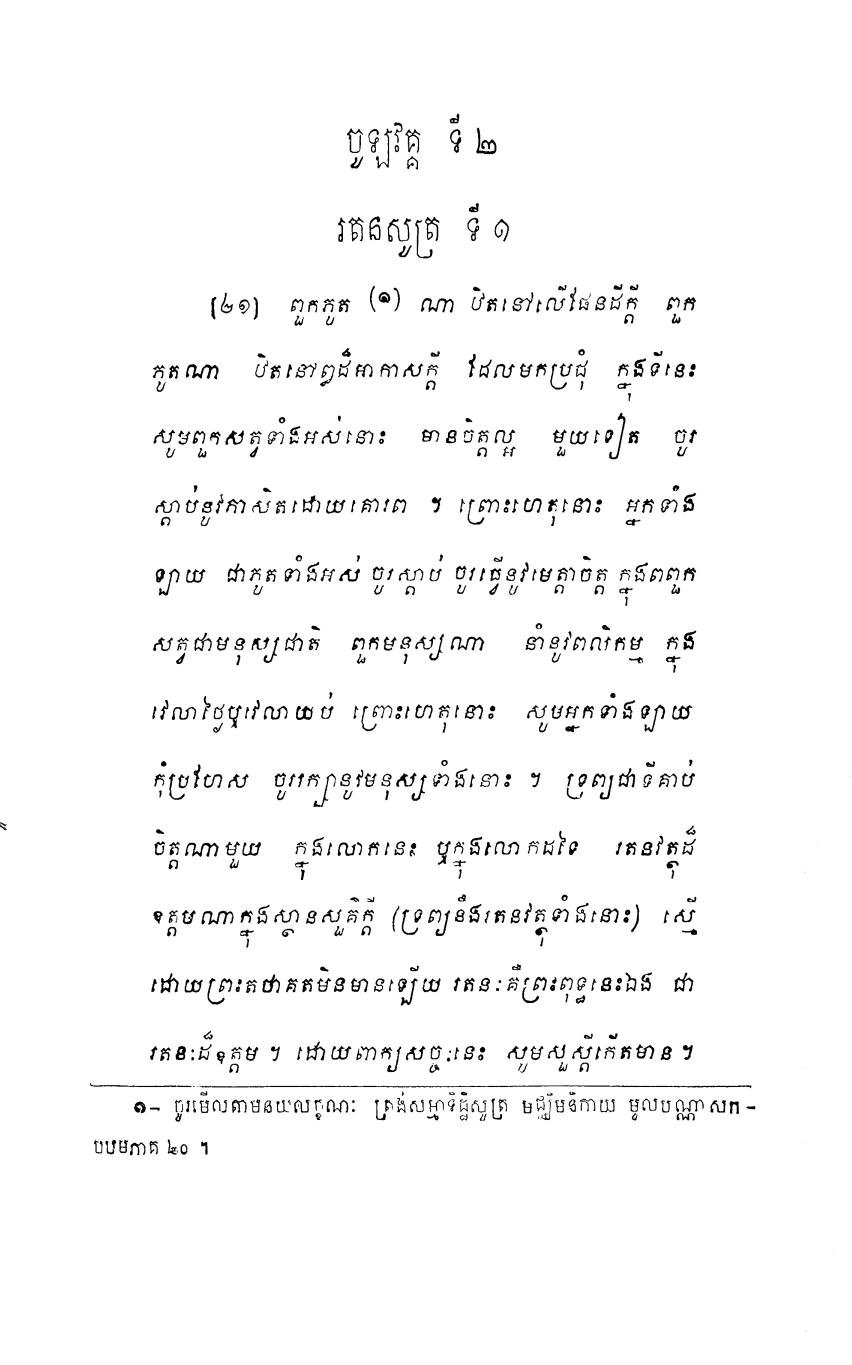 ចូឡវគ្គ ទី ២
រតនសូត្រ ទី ១
[៤១] ពួកភូត (១) ណា ឋិតនៅលើផែនដីក្តី ពួក
ភូតណា ឋិតនៅឰដ៏អាកាសក្តី ដែលមកប្រជុំ ក្នុងទីនេះ
សូមពួកសត្វទាំងអស់នោះ មានចិត្តល្អ មួយទៀត ចូរ
ស្តាប់នូវភាសិតដោយគោរព ។ ព្រោះហេតុនោះ អ្នកទាំង
ឡាយ ជាភូតទាំងអស់ ចូរស្តាប់ ចូរធ្វើនូវមេត្តាចិត្ត ក្នុងពពួក
សត្វជាមនុស្សជាតិ ពួកមនុស្សណា នាំនូវពលិកម្ម ក្នុង
វេលាថ្ងៃឬវេលាយប់ ព្រោះហេតុនោះ សូមអ្នកទាំងឡាយ
កុំប្រហែស ចូររក្សានូវមនុស្សទាំងនោះ ។ ទ្រព្យជាទីគាប់
ចិត្តណាមួយ ក្នុងលោកនេះ ឬក្នុងលោកដទៃ រតនវត្ថុដ៏
ឧត្តមណាក្នុងស្ថានសួគ៌ក្តី (ទ្រព្យនឹងរតនវត្ថុទាំងនោះ) ស្មើ
ដោយព្រះតថាគតមិនមានឡើយ រតនៈគឺព្រះពុទ្ធនេះឯង ជា
រតនៈដ៏ឧត្តម ។ ដោយពាក្យសច្ចៈនេះ សូមសួស្តីកើតមាន ។
១- ចូរមើលតាមនយលក្ខណៈ ត្រង់សម្មាទិដ្ឋិសូត្រ មជ្ឈិមនិកាយ មូលបណ្ណាសក-
បឋមភាគ ២០ ។